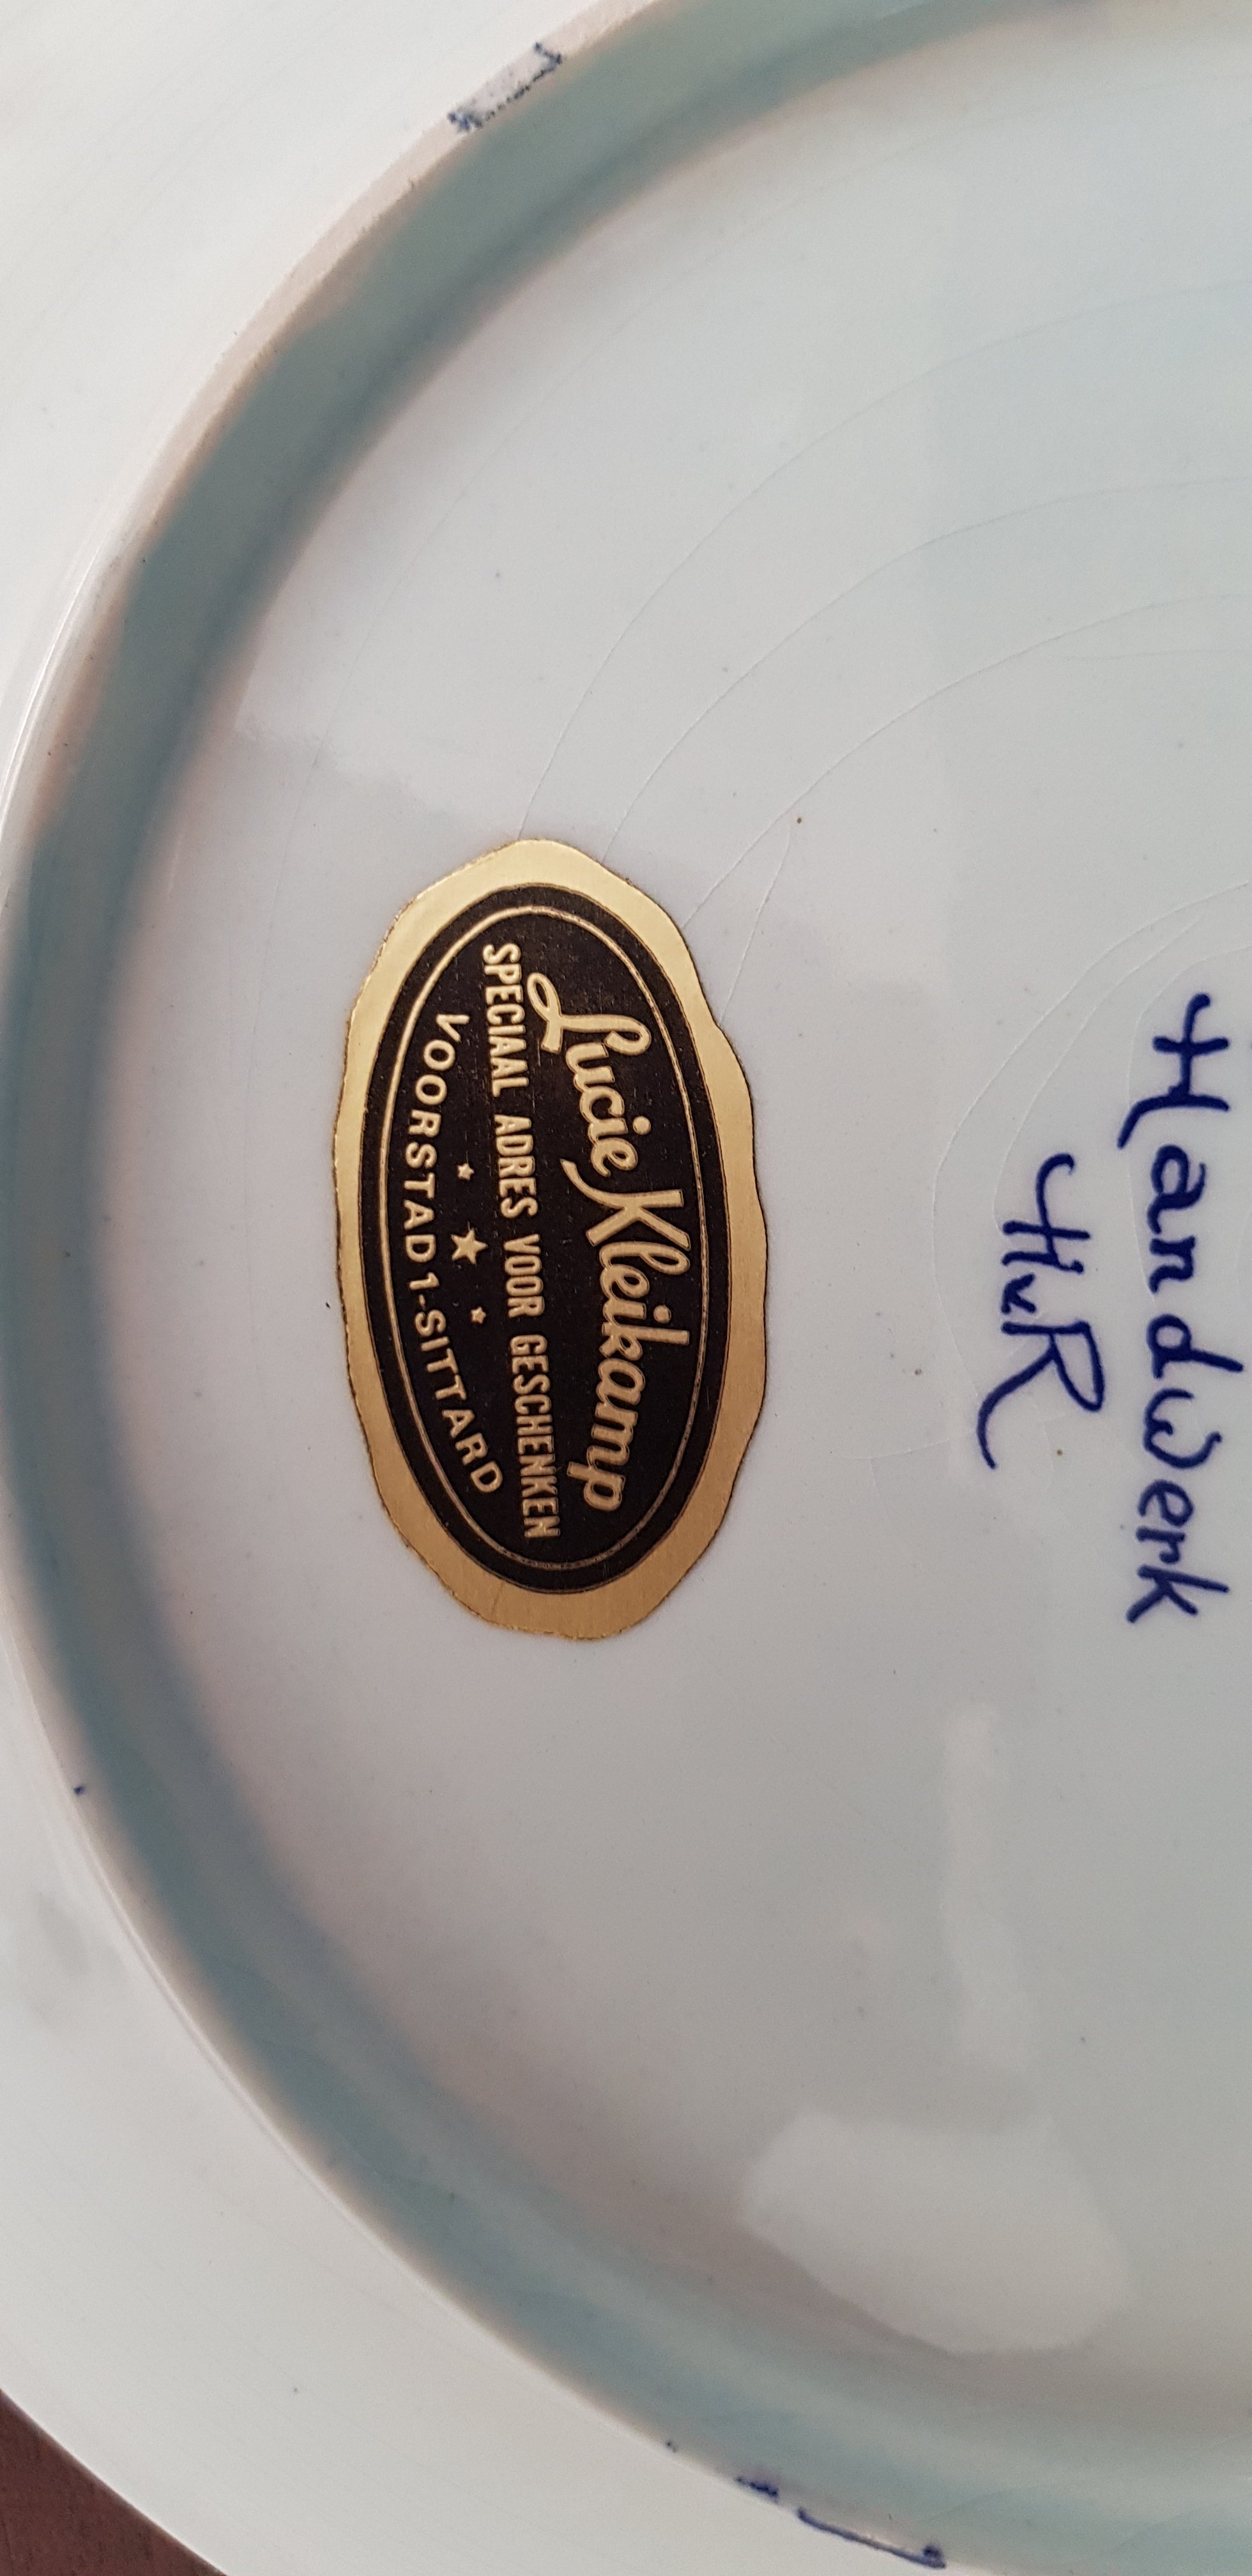 Handwerk
HvR
Lucie Kleikamp
SPECIAAL ADRES VOOR GESCHENKEN
VOORSTAD 1-SITTARD